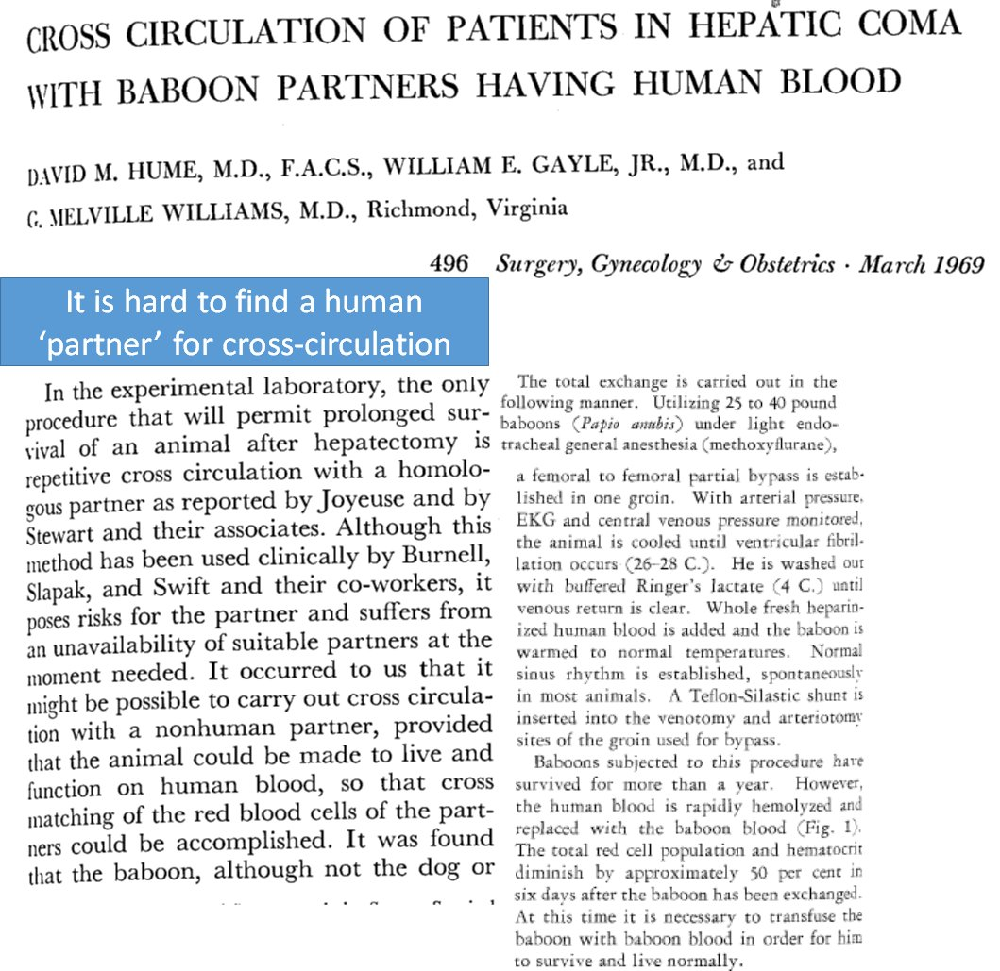 CROSS CIRCULATION OF PATIENTS IN HEPATIC COMA
WITH BABOON PARTNERS HAVING HUMAN BLOOD
DAVID M. HUME, M.D., F.A.C.S., WILLIAM E. GAYLE, JR., M.D., and
G. MELVILLE WILLIAMS, M.D., Richmond, Virginia
496 Surgery, Gynecology & Obstetrics · March 1969
It is hard to find a human
‘partner’ for cross-circulation
In the experimental laboratory, the only
procedure that will permit prolonged sur-
vival of an animal after hepatectomy is
repetitive cross circulation with a homolo-
gous partner as reported by Joyeuse and by
Stewart and their associates. Although this
method has been used clinically by Burnell,
Slapak, and Swift and their co-workers, it
poses risks for the partner and suffers from
an unavailability of suitable partners at the
moment needed. It occurred to us that it
might be possible to carry out cross circula-
tion with a nonhuman partner, provided
that the animal could be made to live and
function on human blood, so that cross
matching of the red blood cells of the part-
ners could be accomplished. It was found
that the baboon, although not the dog or
The total exchange is carried out in the
following manner. Utilizing 25 to 40 pound
baboons (Papio anubis) under light endo-
tracheal general anesthesia (methoxyflurane),
a femoral to femoral partial bypass is estab-
lished in one groin. With arterial pressure,
EKG and central venous pressure monitored,
the animal is cooled until ventricular fibril-
lation occurs (26–28 C.). He is washed out
with buffered Ringer's lactate (4 C.) until
venous return is clear. Whole fresh heparin-
ized human blood is added and the baboon is
warmed to normal temperatures. Normal
sinus rhythm is established, spontaneously
in most animals. A Teflon-Silastic shunt is
inserted into the venotomy and arteriotomy
sites of the groin used for bypass.
Baboons subjected to this procedure have
survived for more than a year. However,
the human blood is rapidly hemolyzed and
replaced with the baboon blood (Fig. 1).
The total red cell population and hematocrit
diminish by approximately 50 per cent in
six days after the baboon has been exchanged.
At this time it is necessary to transfuse the
baboon with baboon blood in order for him
to survive and live normally.